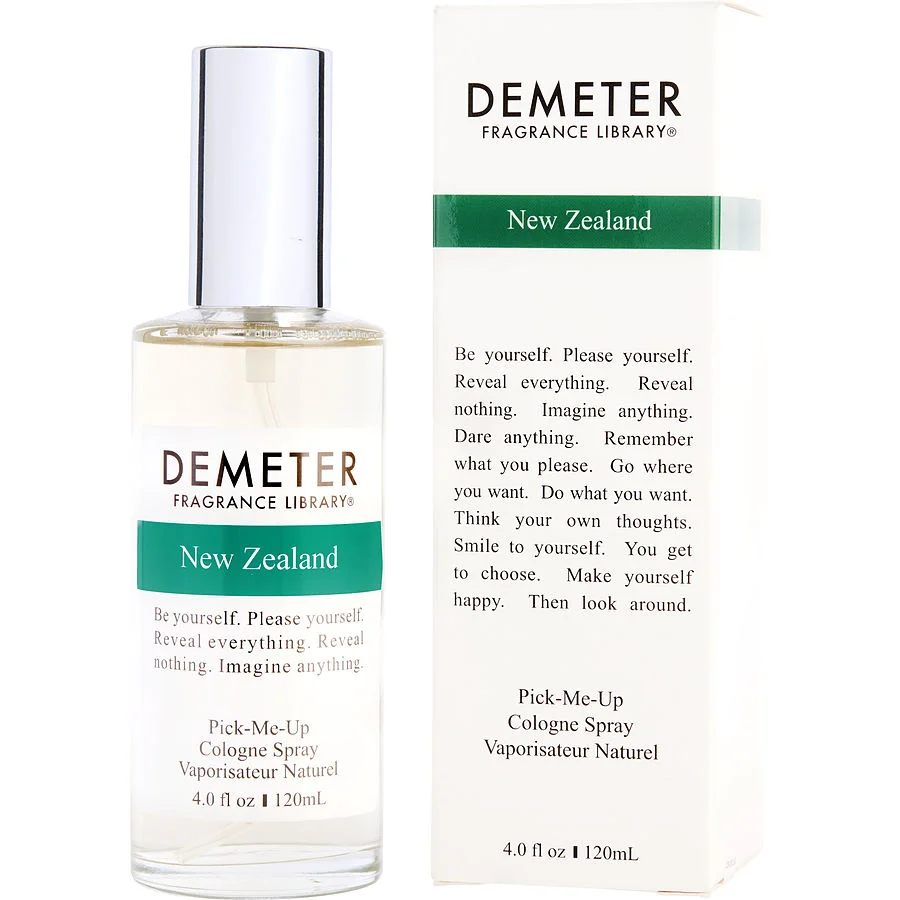 DEMETER
FRAGRANCE LIBRARY®
New Zealand
Be yourself. Please yourself.
Reveal everything. Reveal
nothing. Imagine anything.
Pick-Me-Up
Cologne Spray
Vaporisateur Naturel
4.0 fl oz 120mL
DEMETER
FRAGRANCE LIBRARY®
New Zealand
Be yourself. Please yourself.
Reveal everything. Reveal
nothing. Imagine anything.
Dare anything. Remember
what you please. Go where
you want. Do what you want.
Think your own thoughts.
Smile to yourself. You get
to choose. Make yourself
happy. Then look around.
Pick-Me-Up
Cologne Spray
Vaporisateur Naturel
4.0 fl oz 120mL